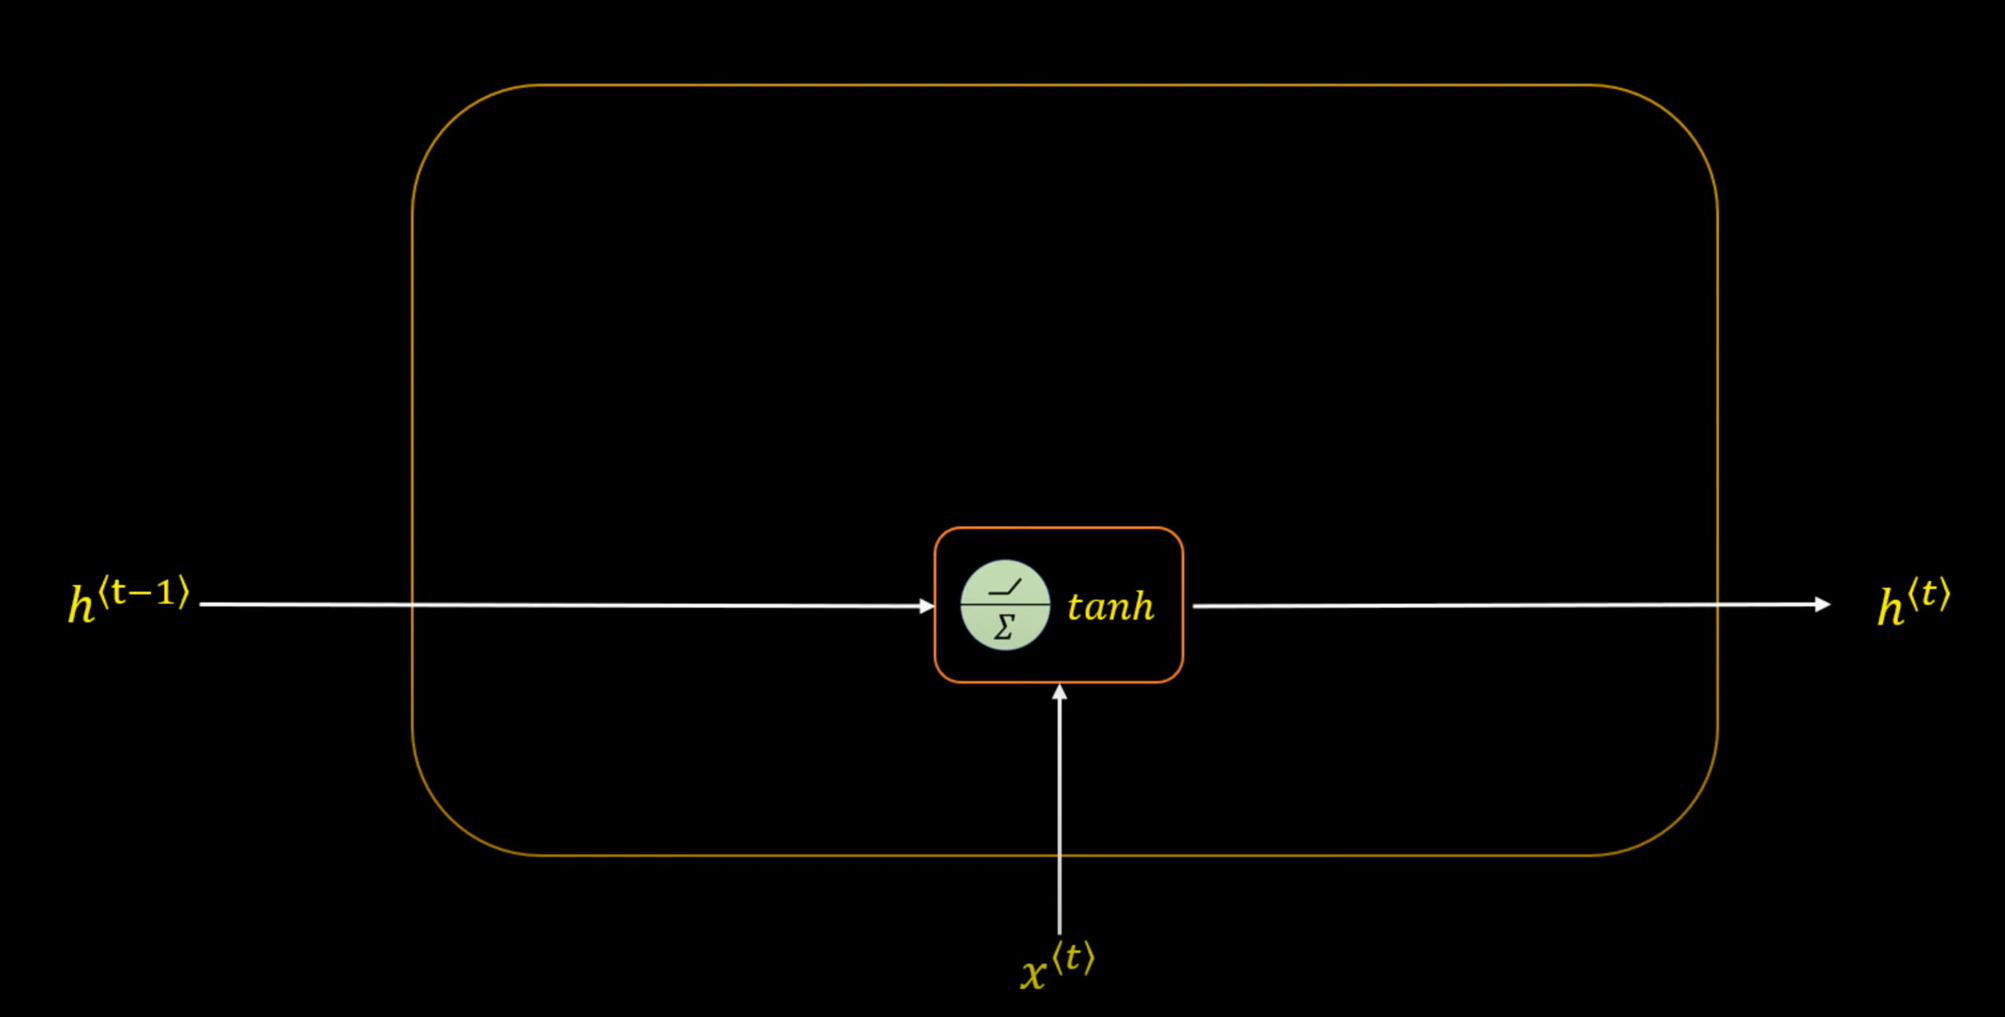 h⟨t−1⟩
Σ tanh
h⟨t⟩
x⟨t⟩